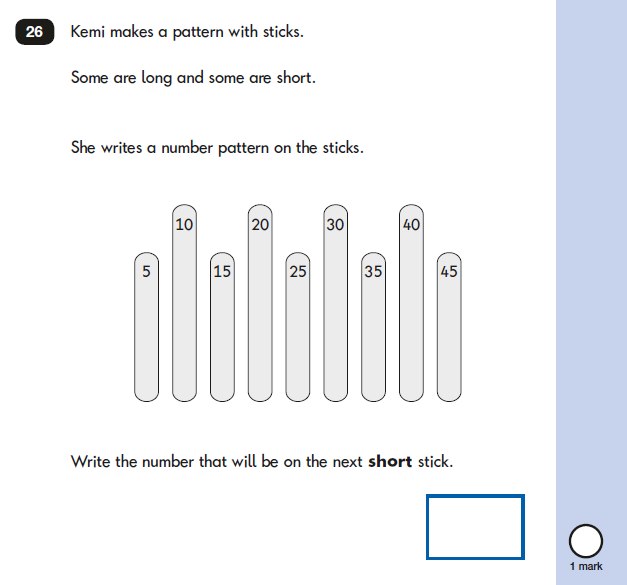 26 Kemi makes a pattern with sticks.
Some are long and some are short.
She writes a number pattern on the sticks.
5 10 15 20 25 30 35 40 45
Write the number that will be on the next short stick.
1 mark